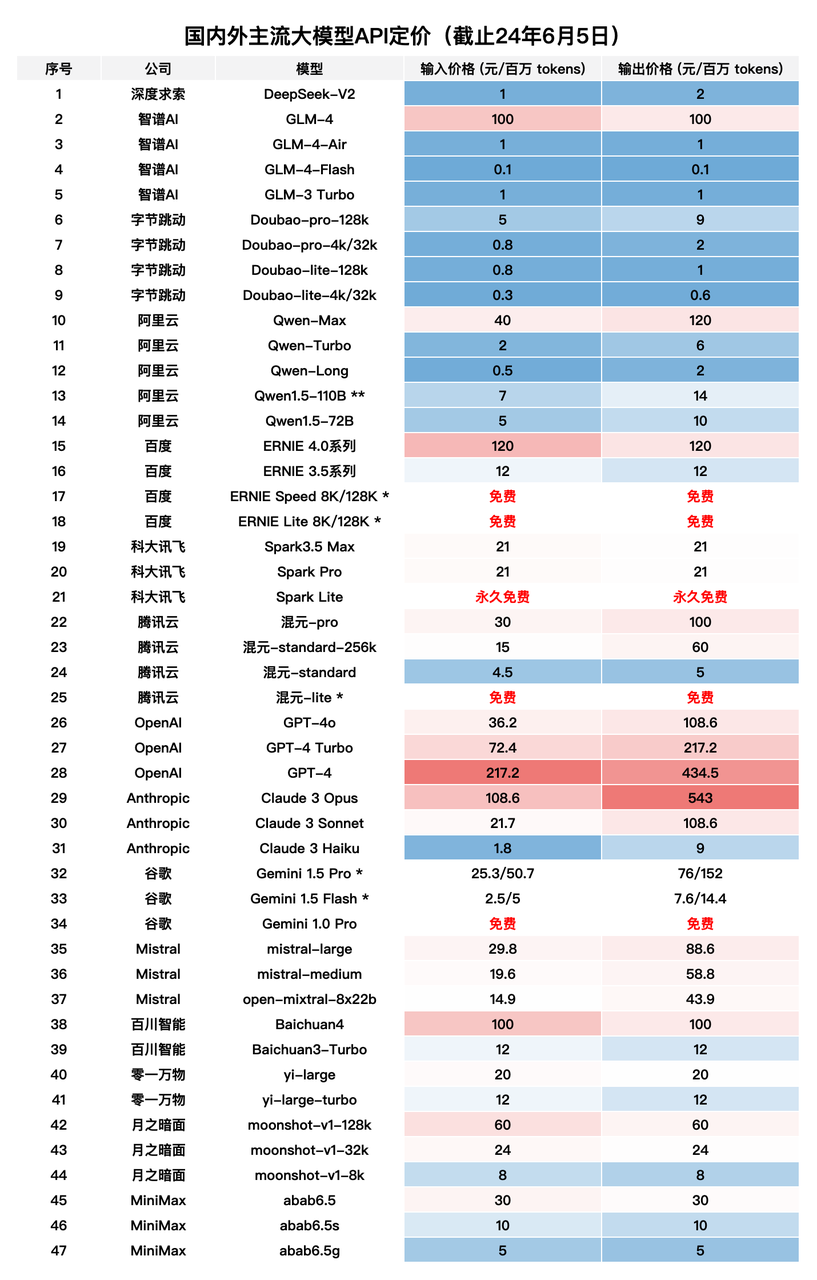 国内外主流大模型API定价（截止24年6月5日）
序号 公司 模型 输入价格 (元/百万 tokens) 输出价格 (元/百万 tokens)
1 深度求索 DeepSeek-V2 1 2
2 智谱AI GLM-4 100 100
3 智谱AI GLM-4-Air 1 1
4 智谱AI GLM-4-Flash 0.1 0.1
5 智谱AI GLM-3 Turbo 1 1
6 字节跳动 Doubao-pro-128k 5 9
7 字节跳动 Doubao-pro-4k/32k 0.8 2
8 字节跳动 Doubao-lite-128k 0.8 1
9 字节跳动 Doubao-lite-4k/32k 0.3 0.6
10 阿里云 Qwen-Max 40 120
11 阿里云 Qwen-Turbo 2 6
12 阿里云 Qwen-Long 0.5 2
13 阿里云 Qwen1.5-110B ** 7 14
14 阿里云 Qwen1.5-72B 5 10
15 百度 ERNIE 4.0系列 120 120
16 百度 ERNIE 3.5系列 12 12
17 百度 ERNIE Speed 8K/128K * 免费 免费
18 百度 ERNIE Lite 8K/128K * 免费 免费
19 科大讯飞 Spark3.5 Max 21 21
20 科大讯飞 Spark Pro 21 21
21 科大讯飞 Spark Lite 永久免费 永久免费
22 腾讯云 混元-pro 30 100
23 腾讯云 混元-standard-256k 15 60
24 腾讯云 混元-standard 4.5 5
25 腾讯云 混元-lite * 免费 免费
26 OpenAI GPT-4o 36.2 108.6
27 OpenAI GPT-4 Turbo 72.4 217.2
28 OpenAI GPT-4 217.2 434.5
29 Anthropic Claude 3 Opus 108.6 543
30 Anthropic Claude 3 Sonnet 21.7 108.6
31 Anthropic Claude 3 Haiku 1.8 9
32 谷歌 Gemini 1.5 Pro * 25.3/50.7 76/152
33 谷歌 Gemini 1.5 Flash * 2.5/5 7.6/14.4
34 谷歌 Gemini 1.0 Pro 免费 免费
35 Mistral mistral-large 29.8 88.6
36 Mistral mistral-medium 19.6 58.8
37 Mistral open-mixtral-8x22b 14.9 43.9
38 百川智能 Baichuan4 100 100
39 百川智能 Baichuan3-Turbo 12 12
40 零一万物 yi-large 20 20
41 零一万物 yi-large-turbo 12 12
42 月之暗面 moonshot-v1-128k 60 60
43 月之暗面 moonshot-v1-32k 24 24
44 月之暗面 moonshot-v1-8k 8 8
45 MiniMax abab6.5 30 30
46 MiniMax abab6.5s 10 10
47 MiniMax abab6.5g 5 5